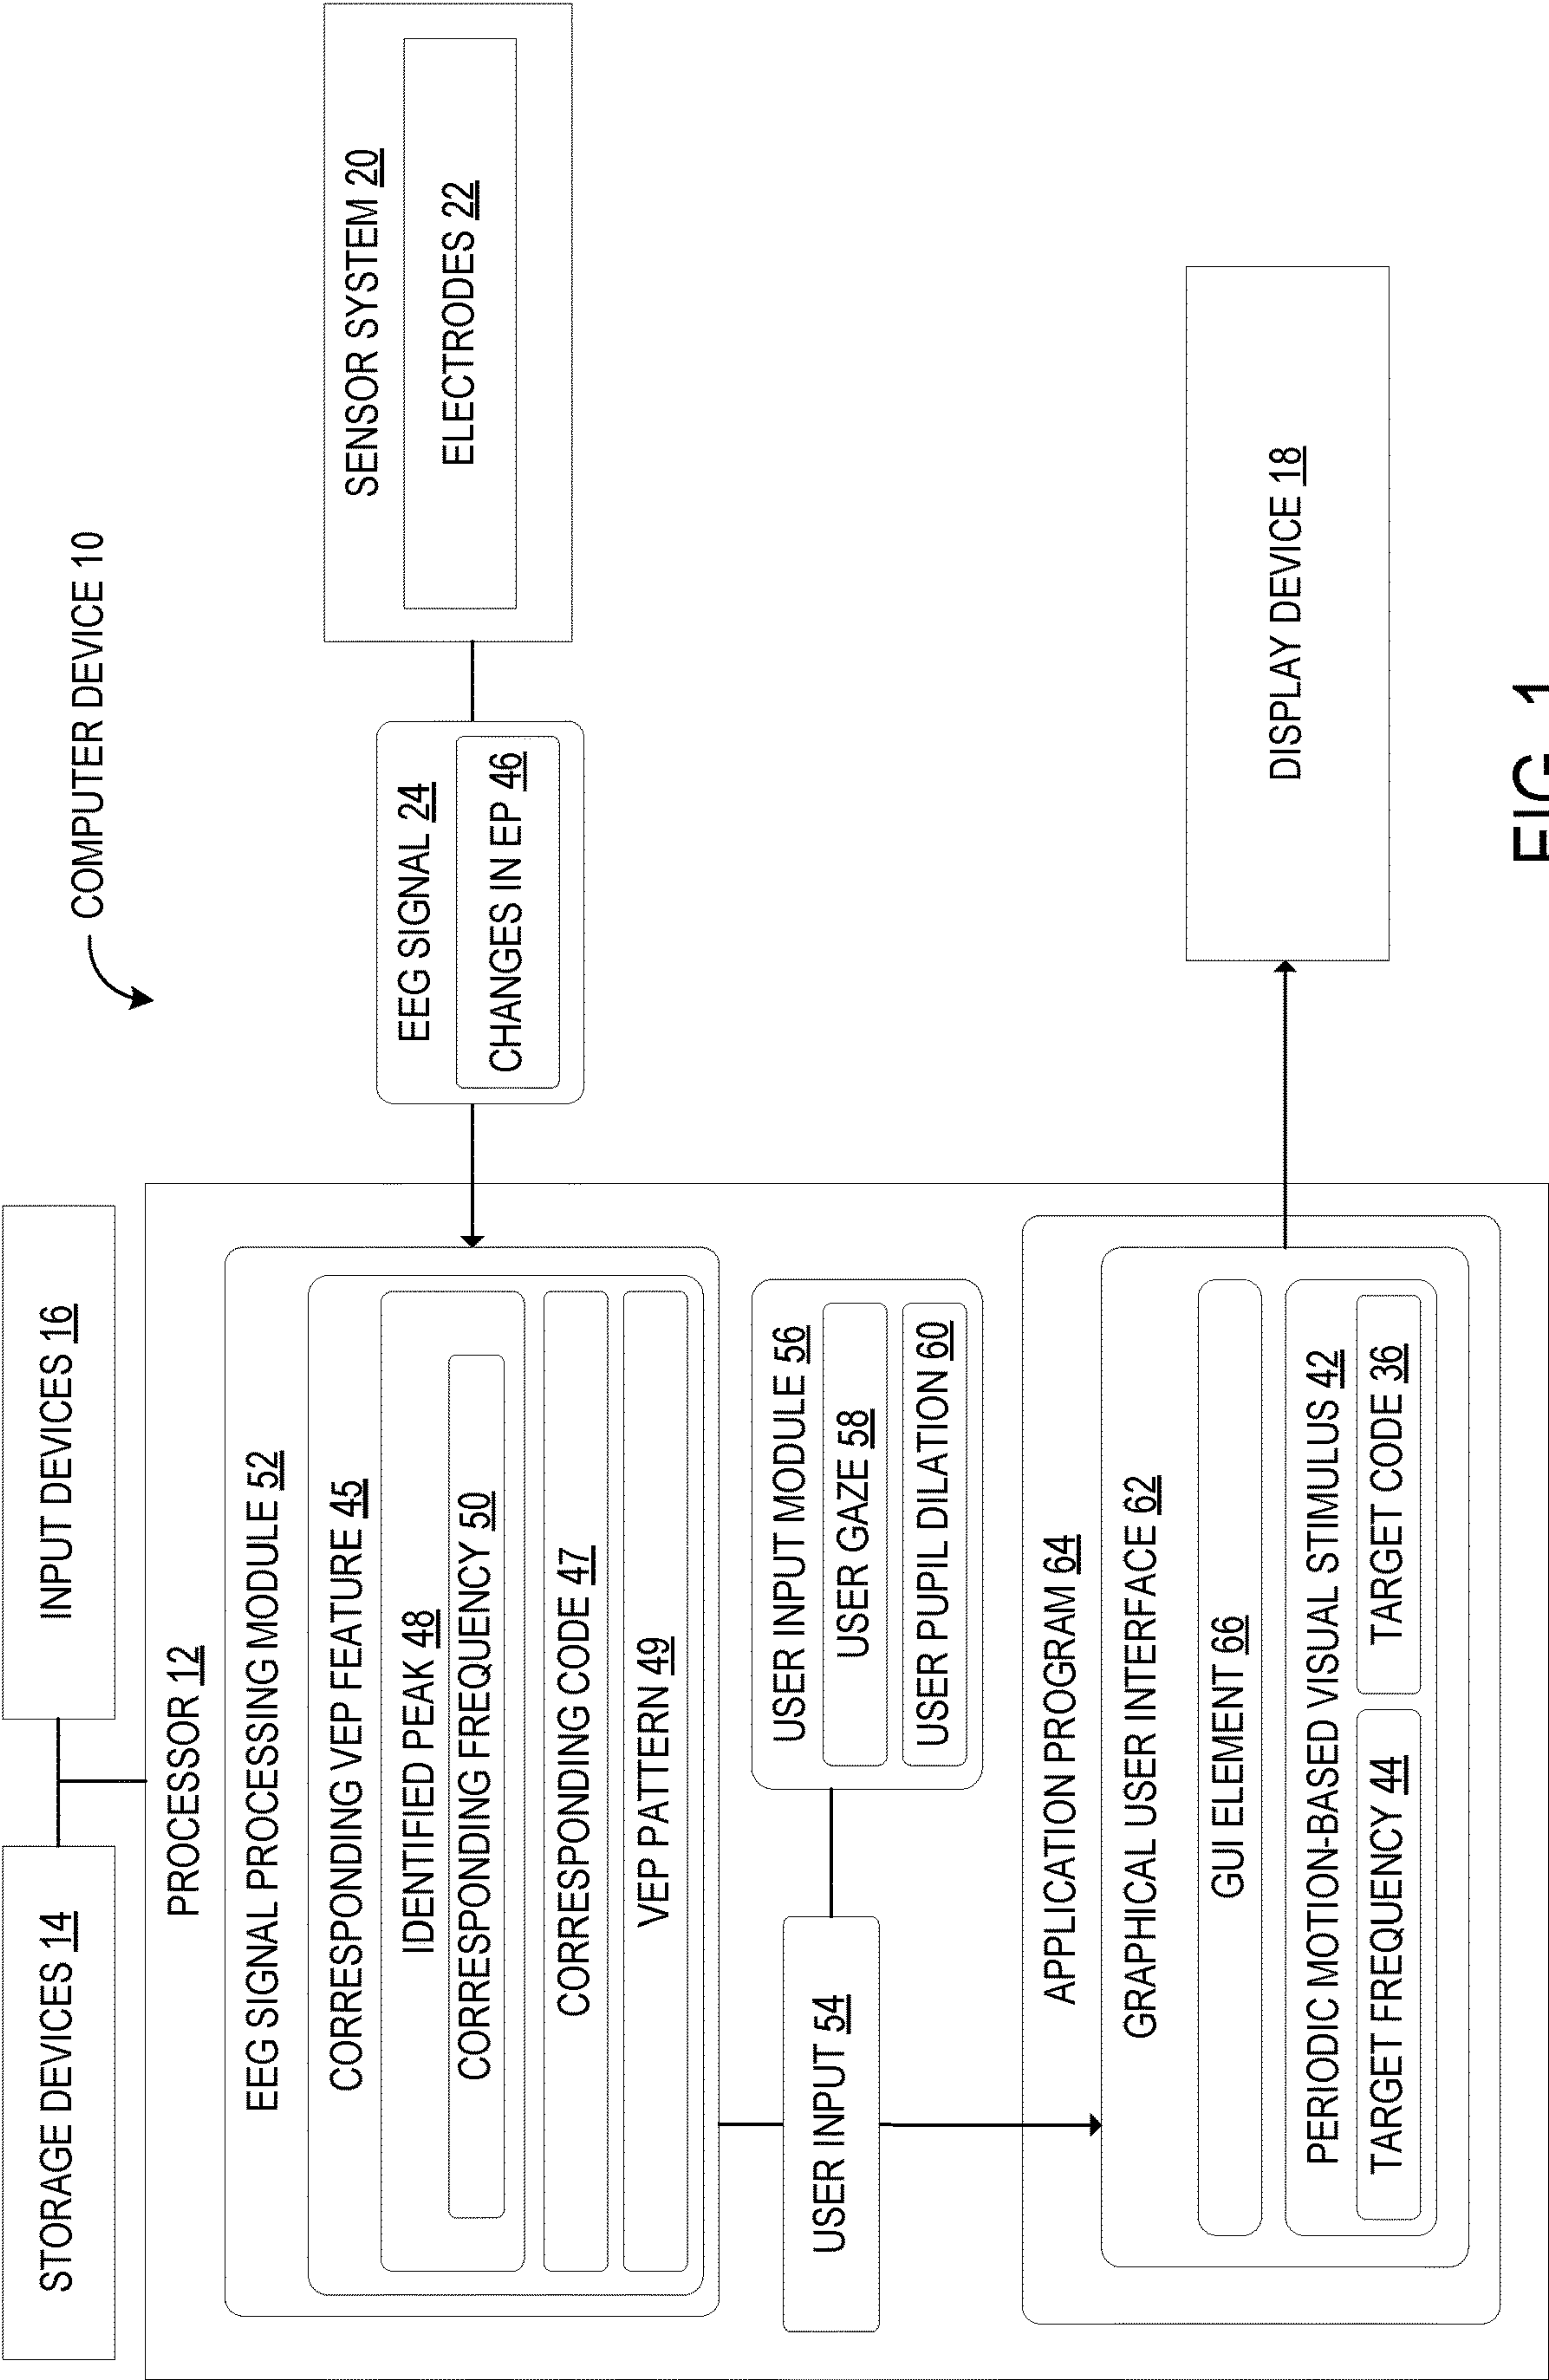 COMPUTER DEVICE 10
STORAGE DEVICES 14
INPUT DEVICES 16
PROCESSOR 12
EEG SIGNAL PROCESSING MODULE 52
CORRESPONDING VEP FEATURE 45
IDENTIFIED PEAK 48
CORRESPONDING FREQUENCY 50
CORRESPONDING CODE 47
VEP PATTERN 49
EEG SIGNAL 24
CHANGES IN EP 46
SENSOR SYSTEM 20
ELECTRODES 22
USER INPUT 54
USER INPUT MODULE 56
USER GAZE 58
USER PUPIL DILATION 60
APPLICATION PROGRAM 64
GRAPHICAL USER INTERFACE 62
GUI ELEMENT 66
PERIODIC MOTION-BASED VISUAL STIMULUS 42
TARGET FREQUENCY 44
TARGET CODE 36
DISPLAY DEVICE 18
FIG. 1